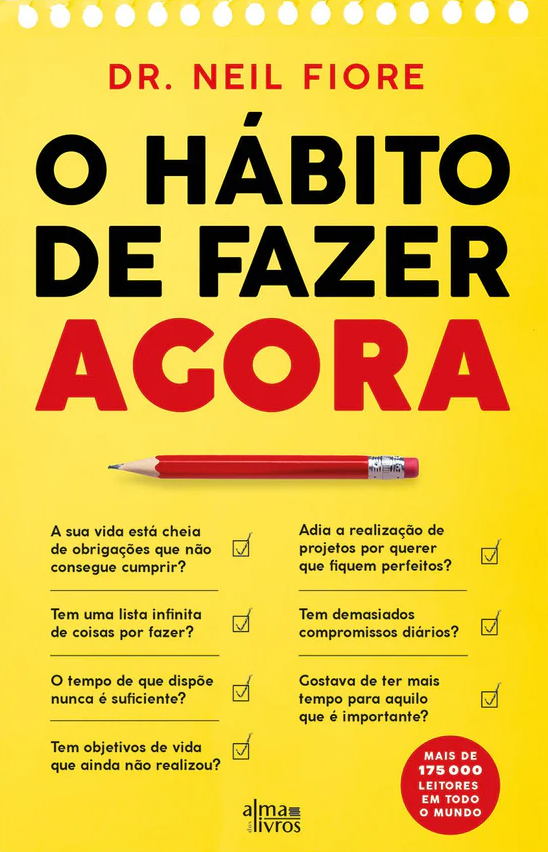 DR. NEIL FIORE
O HÁBITO
DE FAZER
AGORA
A sua vida está cheia
de obrigações que não
consegue cumprir?
Tem uma lista infinita
de coisas por fazer?
O tempo de que dispõe
nunca é suficiente?
Tem objetivos de vida
que ainda não realizou?
Adia a realização de
projetos por querer
que fiquem perfeitos?
Tem demasiados
compromissos diários?
Gostava de ter mais
tempo para aquilo
que é importante?
MAIS DE
175 000
LEITORES
EM TODO
O MUNDO
alma
dos livros